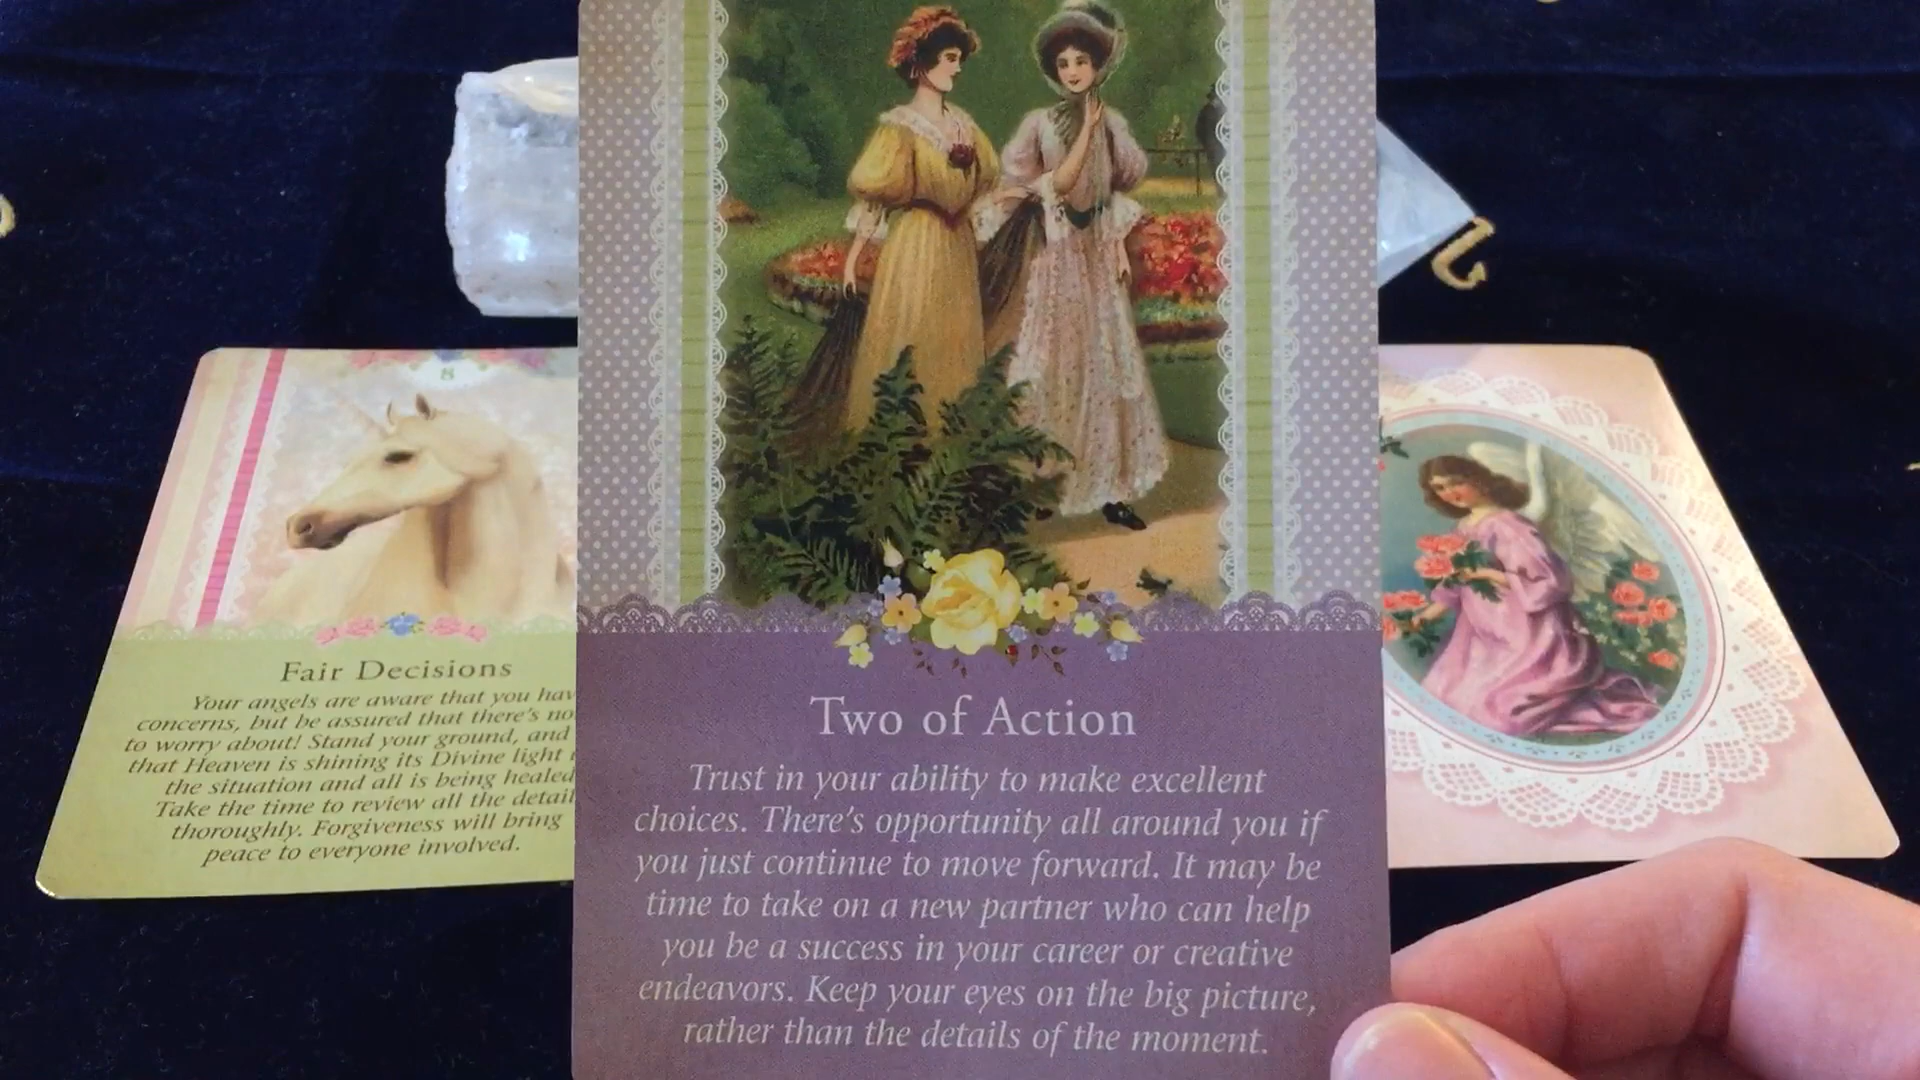 8
Fair Decisions
Your angels are aware that you
concerns, but be assured that there's
to worry about! Stand your ground, and
that Heaven is shining its Divine light
the situation and all is being healed
Take the time to review all the
thoroughly. Forgiveness will bring
peace to everyone involved.
Two of Action
Trust in your ability to make excellent
choices. There's opportunity all around you if
you just continue to move forward. It may be
time to take on a new partner who can help
you be a success in your career or creative
endeavors. Keep your eyes on the big picture,
rather than the details of the moment.